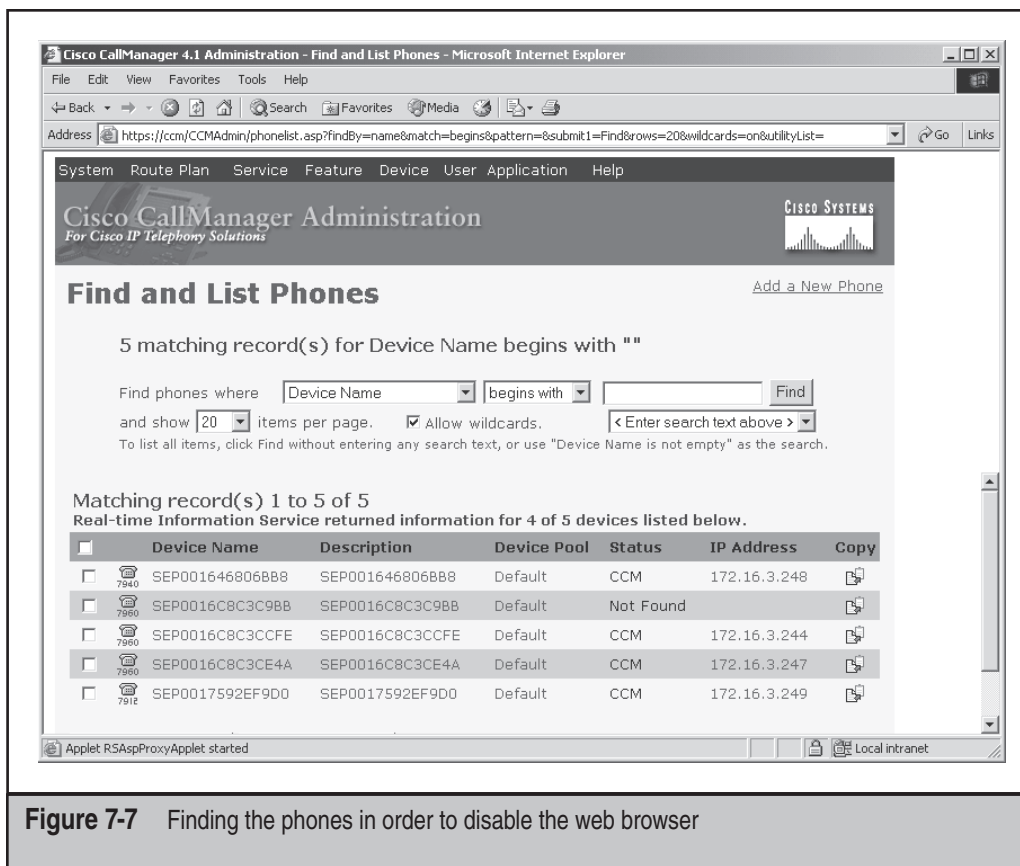 Cisco CallManager 4.1 Administration - Find and List Phones - Microsoft Internet Explorer
File Edit View Favorites Tools Help
Back Search Favorites Media
Address https://ccm/CCMAdmin/phonelist.asp?findBy=name&match=begins&pattern=&submit1=Find&rows=20&wildcards=on&utilityList= Go Links
System Route Plan Service Feature Device User Application Help
Cisco CallManager Administration
For Cisco IP Telephony Solutions
CISCO SYSTEMS
Find and List Phones
Add a New Phone
5 matching record(s) for Device Name begins with ""
Find phones where Device Name begins with Find
and show 20 items per page. Allow wildcards. < Enter search text above >
To list all items, click Find without entering any search text, or use "Device Name is not empty" as the search.
Matching record(s) 1 to 5 of 5
Real-time Information Service returned information for 4 of 5 devices listed below.
Device Name Description Device Pool Status IP Address Copy
7940 SEP001646806BB8 SEP001646806BB8 Default CCM 172.16.3.248
7960 SEP0016C8C3C9BB SEP0016C8C3C9BB Default Not Found
7960 SEP0016C8C3CCFE SEP0016C8C3CCFE Default CCM 172.16.3.244
7960 SEP0016C8C3CE4A SEP0016C8C3CE4A Default CCM 172.16.3.247
7912 SEP0017592EF9D0 SEP0017592EF9D0 Default CCM 172.16.3.249
Applet RSAspProxyApplet started Local intranet
Figure 7-7 Finding the phones in order to disable the web browser